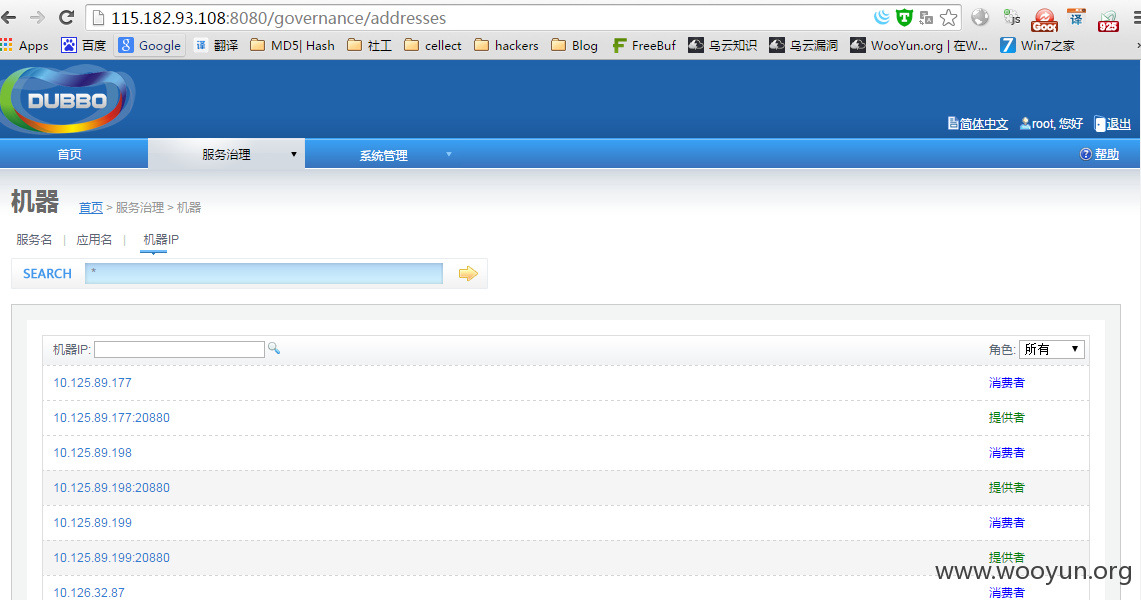 115.182.93.108:8080/governance/addresses
Apps 百度 Google 翻译 MD5| Hash 社工 cellect hackers Blog FreeBuf 乌云知识 乌云漏洞 WooYun.org | 在W... Win7之家
DUBBO
简体中文 root, 您好 退出
首页 服务治理 ▼ 系统管理 ▼ 帮助
机器 首页 > 服务治理 > 机器
服务名 | 应用名 | 机器IP
SEARCH *
机器IP: 角色: 所有 ▼
10.125.89.177 消费者
10.125.89.177:20880 提供者
10.125.89.198 消费者
10.125.89.198:20880 提供者
10.125.89.199 消费者
10.125.89.199:20880 提供者
www.wooyun.org
10.126.32.87 消费者